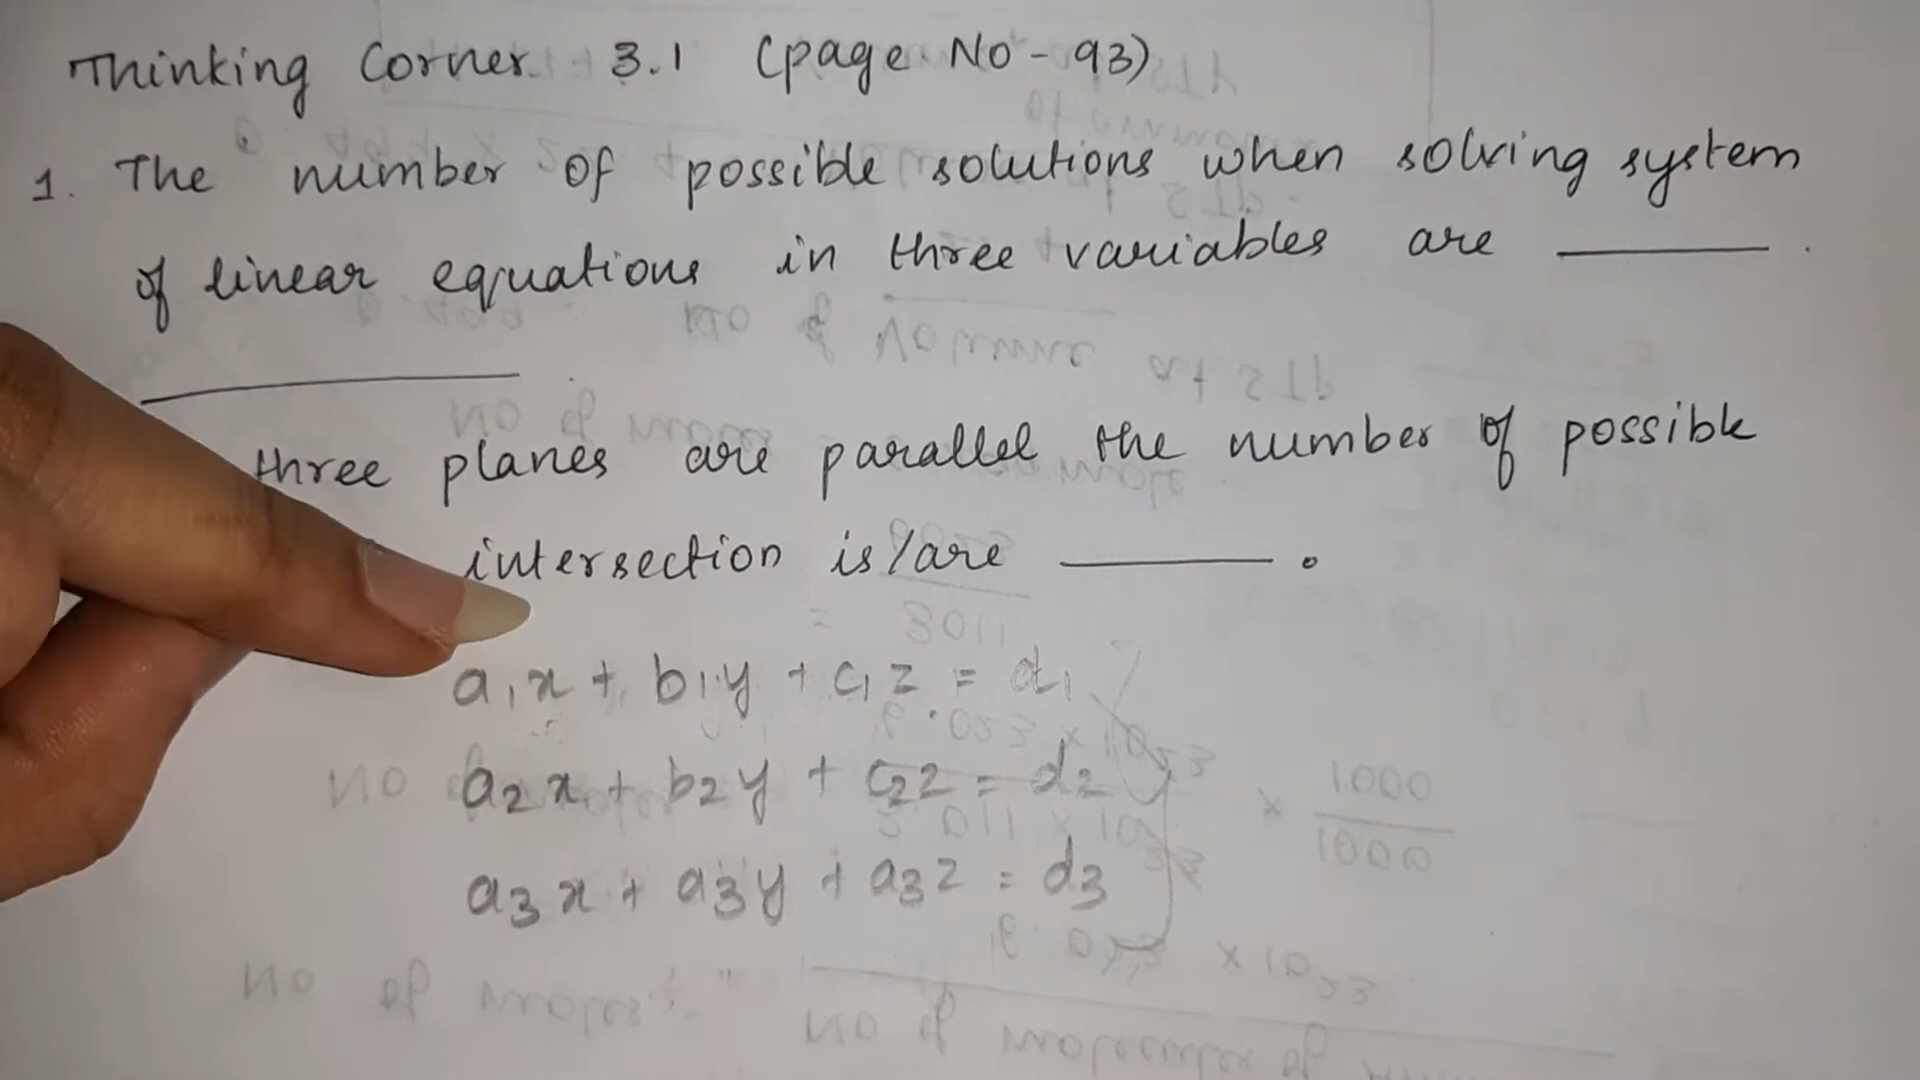 Thinking Corner 3.1 (page No - 93)
1. The number of possible solutions when solving system
of linear equations in three variables are ______ .
______ .
three planes are parallel the number of possible
intersection is/are ______ .
a₁x + b₁y + c₁z = d₁
a₂x + b₂y + c₂z = d₂
a₃x + a₃y + a₃z = d₃